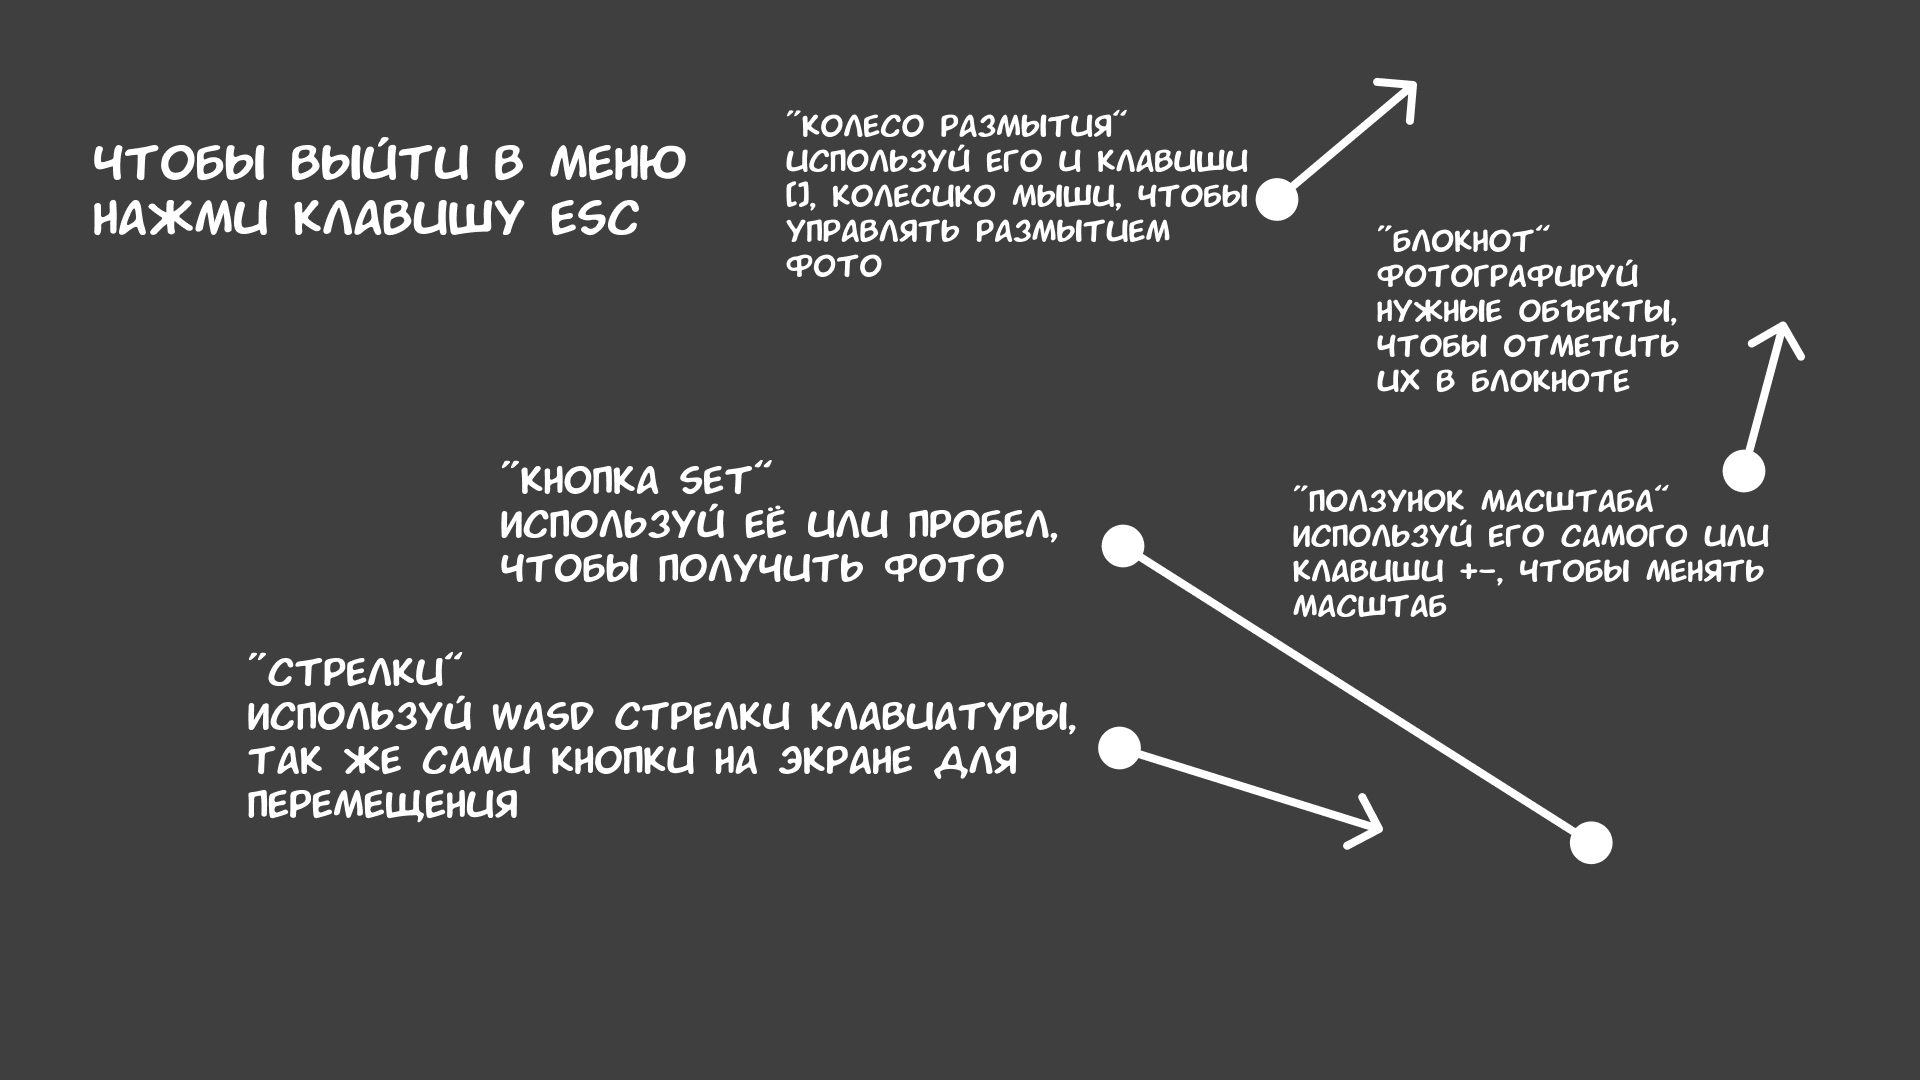 ЧТОБЫ ВЫЙТИ В МЕНЮ
НАЖМИ КЛАВИШУ ESC
"КОЛЕСО РАЗМЫТИЯ"
ИСПОЛЬЗУЙ ЕГО И КЛАВИШИ
[], КОЛЕСИКО МЫШИ, ЧТОБЫ
УПРАВЛЯТЬ РАЗМЫТИЕМ
ФОТО
"БЛОКНОТ"
ФОТОГРАФИРУЙ
НУЖНЫЕ ОБЪЕКТЫ,
ЧТОБЫ ОТМЕТИТЬ
ИХ В БЛОКНОТЕ
"КНОПКА SET"
ИСПОЛЬЗУЙ ЕЁ ИЛИ ПРОБЕЛ,
ЧТОБЫ ПОЛУЧИТЬ ФОТО
"ПОЛЗУНОК МАСШТАБА"
ИСПОЛЬЗУЙ ЕГО САМОГО ИЛИ
КЛАВИШИ +-, ЧТОБЫ МЕНЯТЬ
МАСШТАБ
"СТРЕЛКИ"
ИСПОЛЬЗУЙ WASD СТРЕЛКИ КЛАВИАТУРЫ,
ТАК ЖЕ САМИ КНОПКИ НА ЭКРАНЕ ДЛЯ
ПЕРЕМЕЩЕНИЯ